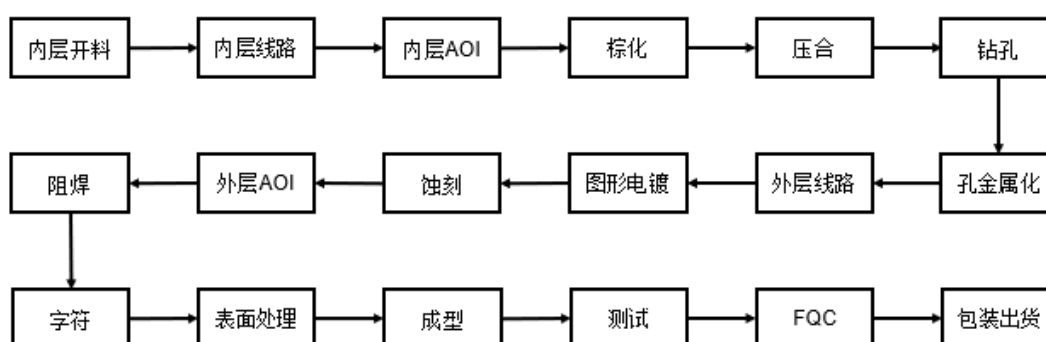 内层开料
内层线路
内层AOI
棕化
压合
钻孔
阻焊
外层AOI
蚀刻
图形电镀
外层线路
孔金属化
字符
表面处理
成型
测试
FQC
包装出货